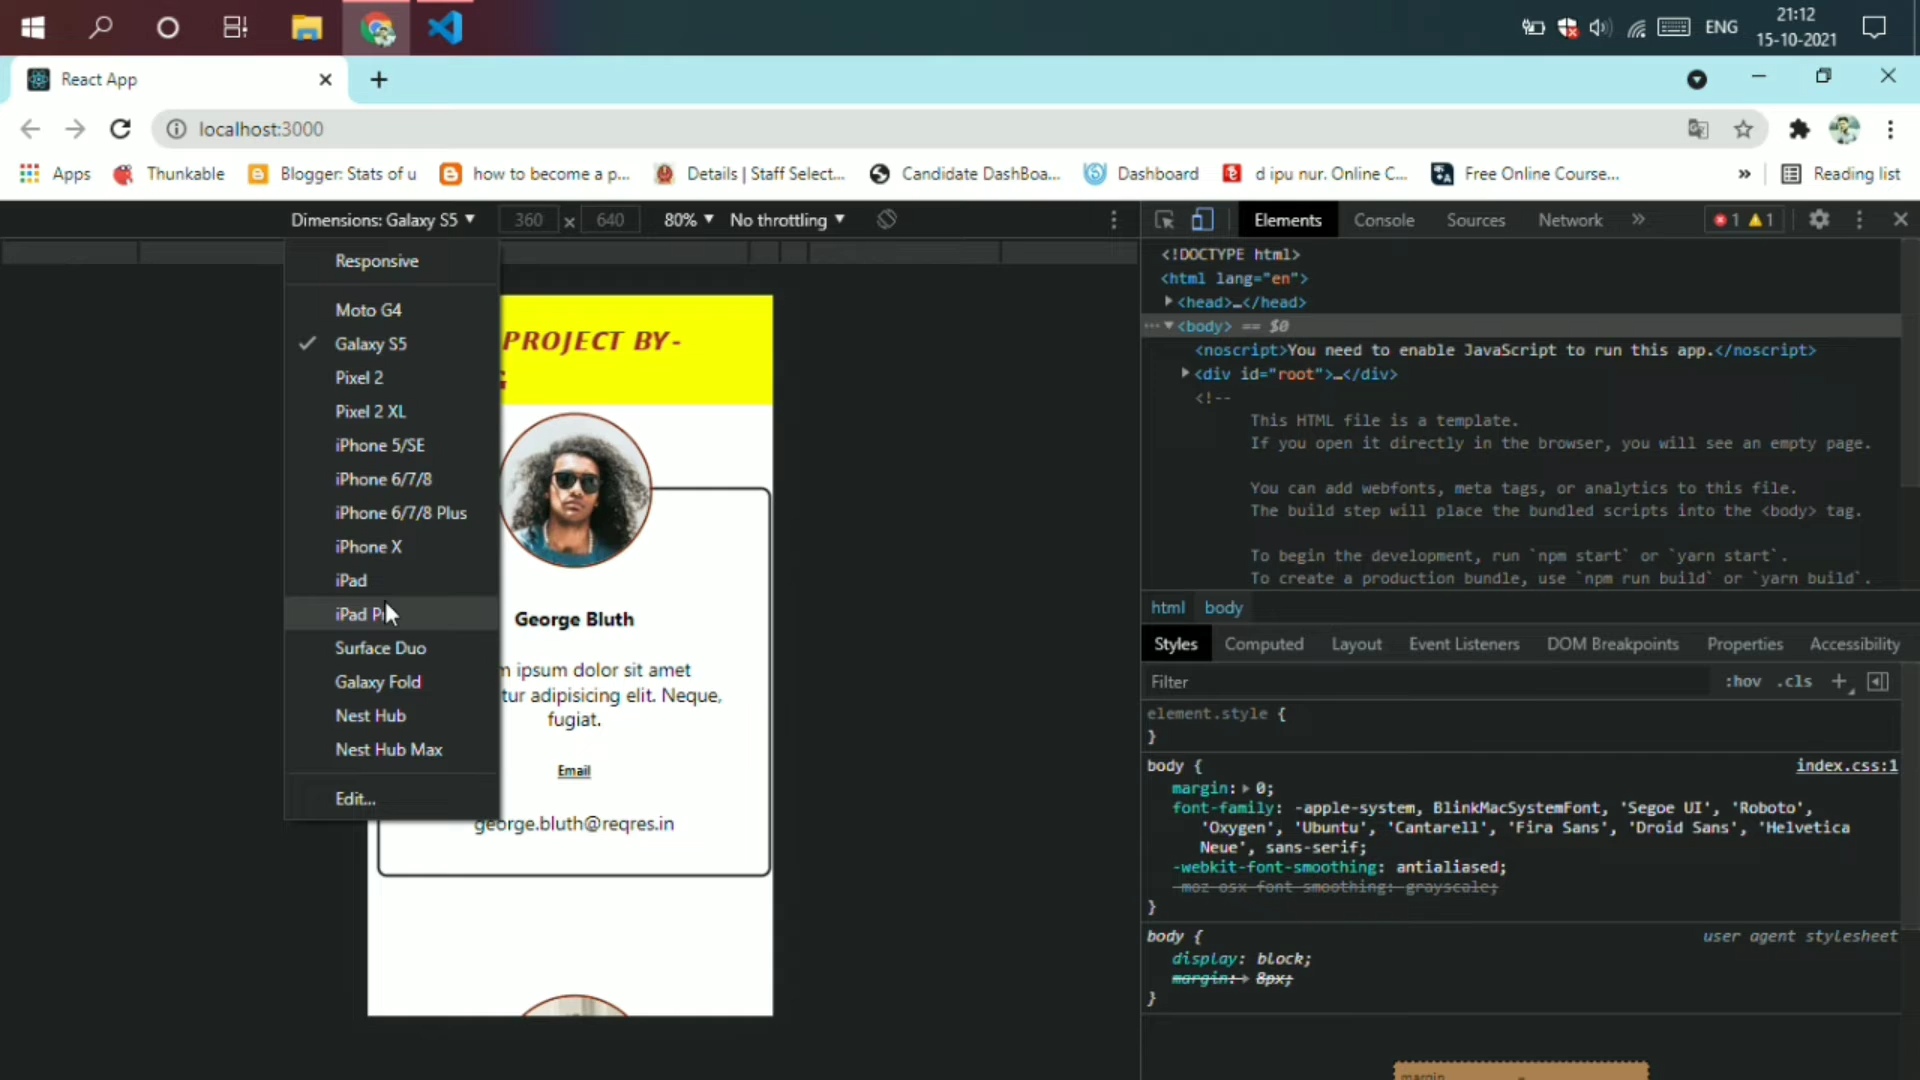 ENG
21:12
15-10-2021
React App
localhost:3000
Apps
Thunkable
Blogger: Stats of u
how to become a p...
Details | Staff Select...
Candidate DashBoa...
Dashboard
d ipu nur. Online C...
Free Online Course...
»
Reading list
Dimensions: Galaxy S5
360 x 640
80%
No throttling
Elements
Console
Sources
Network
»
1
1
Responsive
Moto G4
Galaxy S5
Pixel 2
Pixel 2 XL
iPhone 5/SE
iPhone 6/7/8
iPhone 6/7/8 Plus
iPhone X
iPad
iPad P
Surface Duo
Galaxy Fold
Nest Hub
Nest Hub Max
Edit...
PROJECT BY-
George Bluth
ipsum dolor sit amet
adipisicing elit. Neque,
fugiat.
Email
george.bluth@reqres.in
<!DOCTYPE html>
<html lang="en">
<head>…</head>
<body> == $0
<noscript>You need to enable JavaScript to run this app.</noscript>
<div id="root">…</div>
<!--
This HTML file is a template.
If you open it directly in the browser, you will see an empty page.
You can add webfonts, meta tags, or analytics to this file.
The build step will place the bundled scripts into the <body> tag.
To begin the development, run `npm start` or `yarn start`.
To create a production bundle, use `npm run build` or `yarn build`.
html
body
Styles
Computed
Layout
Event Listeners
DOM Breakpoints
Properties
Accessibility
Filter
:hov
.cls
+
element.style {
}
body {
index.css:1
margin: 0;
font-family: -apple-system, BlinkMacSystemFont, 'Segoe UI', 'Roboto',
'Oxygen', 'Ubuntu', 'Cantarell', 'Fira Sans', 'Droid Sans', 'Helvetica
Neue', sans-serif;
-webkit-font-smoothing: antialiased;
-moz-osx-font-smoothing: grayscale;
}
body {
user agent stylesheet
display: block;
margin: 8px;
}
margin